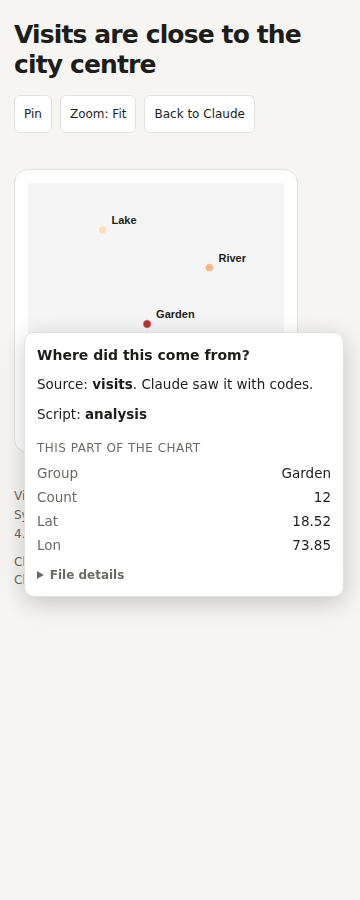 Visits are close to the
city centre
Pin
Zoom: Fit
Back to Claude
Lake
River
Garden
Where did this come from?
Source: visits. Claude saw it with codes.
Script: analysis
THIS PART OF THE CHART
Group Garden
Count 12
Lat 18.52
Lon 73.85
File details